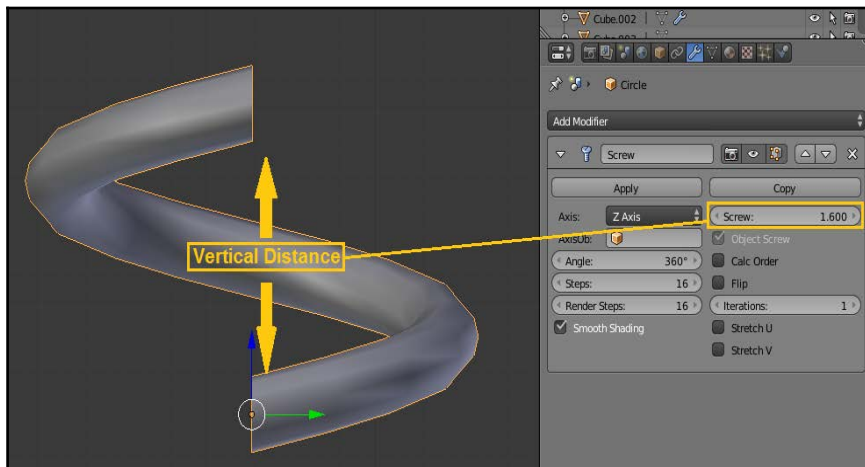 Cube.002
Circle
Add Modifier
Screw
Apply
Copy
Axis: Z Axis
Screw: 1.600
AxisOb:
Object Screw
Vertical Distance
Angle: 360°
Calc Order
Steps: 16
Flip
Render Steps: 16
Iterations: 1
Smooth Shading
Stretch U
Stretch V